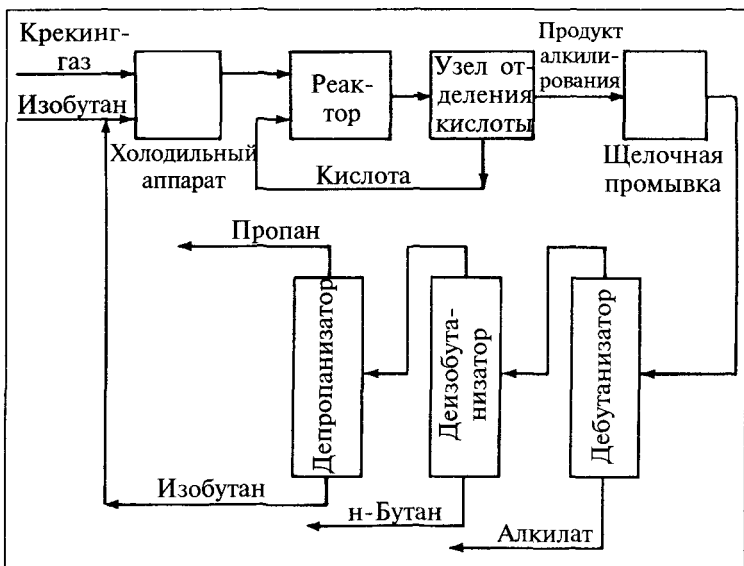 Крекинг-
газ
Изобутан
Холодильный
аппарат
Реак-
тор
Кислота
Узел от-
деления
кислоты
Продукт
алкили-
рования
Щелочная
промывка
Пропан
Депропанизатор
Деизобута-
низатор
Дебутанизатор
Изобутан
н-Бутан
Алкилат